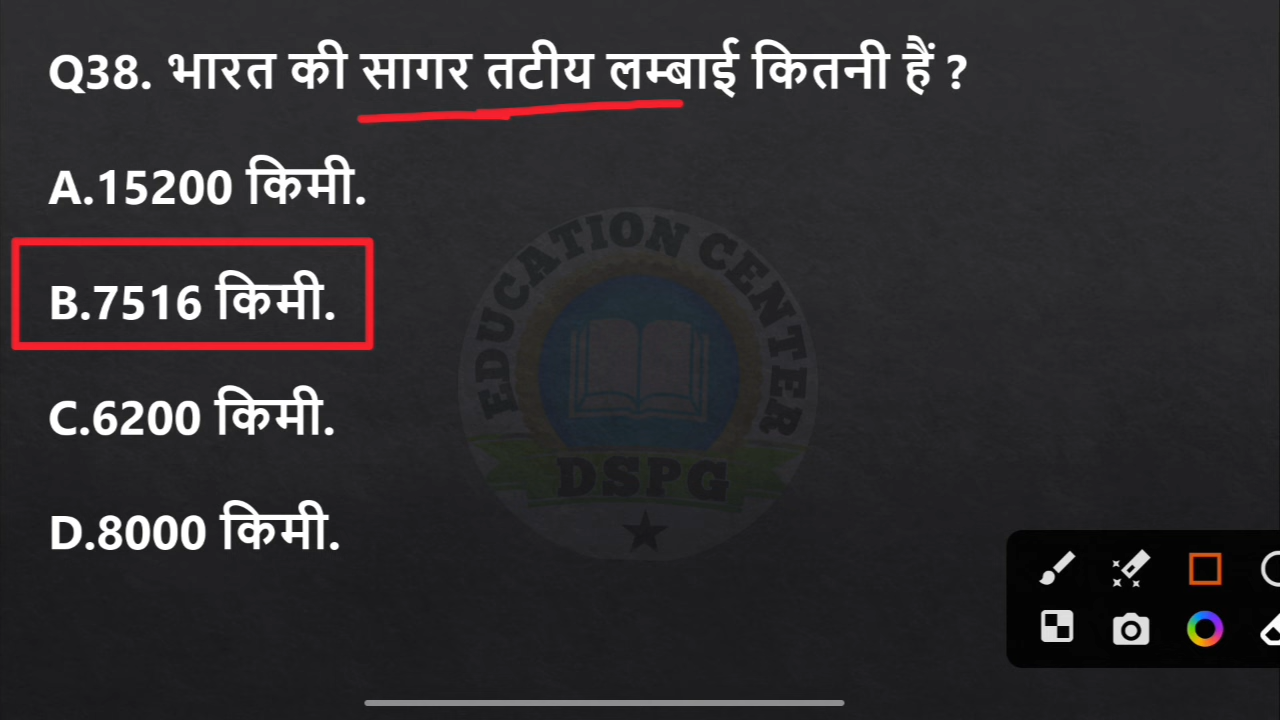 Q38. भारत की सागर तटीय लम्बाई कितनी हैं ?
A.15200 किमी.
B.7516 किमी.
C.6200 किमी.
D.8000 किमी.
EDUCATION CENTER
DSPG